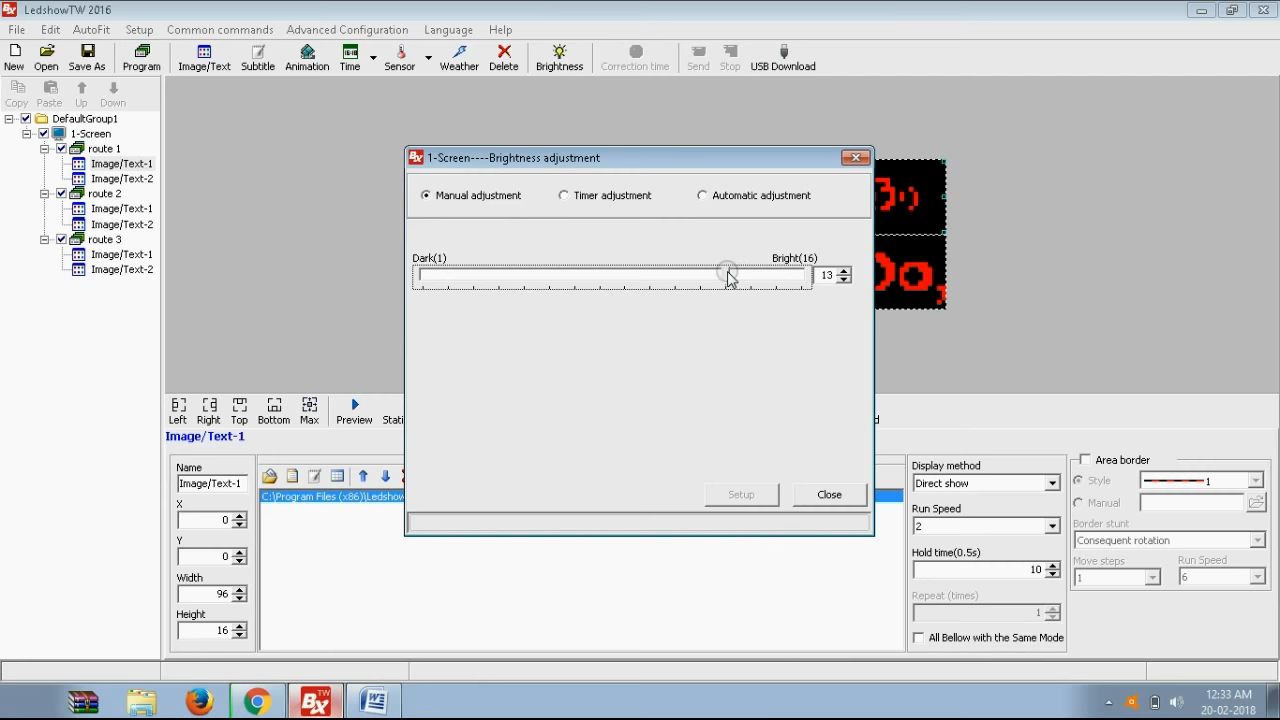 LedshowTW 2016
File Edit AutoFit Setup Common commands Advanced Configuration Language Help
New Open Save As Program Image/Text Subtitle Animation Time Sensor Weather Delete Brightness Correction time Send Stop USB Download
Copy Paste Up Down
DefaultGroup1
1-Screen
route 1
Image/Text-1
Image/Text-2
route 2
Image/Text-1
Image/Text-2
route 3
Image/Text-1
Image/Text-2
1-Screen----Brightness adjustment
Manual adjustment Timer adjustment Automatic adjustment
Dark(1) Bright(16)
13
Setup Close
Left Right Top Bottom Max Preview
Image/Text-1
Name
Image/Text-1
X
0
Y
0
Width
96
Height
16
C:\Program Files (x86)\Ledshow
Display method
Direct show
Run Speed
2
Hold time(0.5s)
10
Repeat (times)
1
All Bellow with the Same Mode
Area border
Style 1
Manual
Border stunt
Consequent rotation
Move steps Run Speed
1 6
12:33 AM
20-02-2018